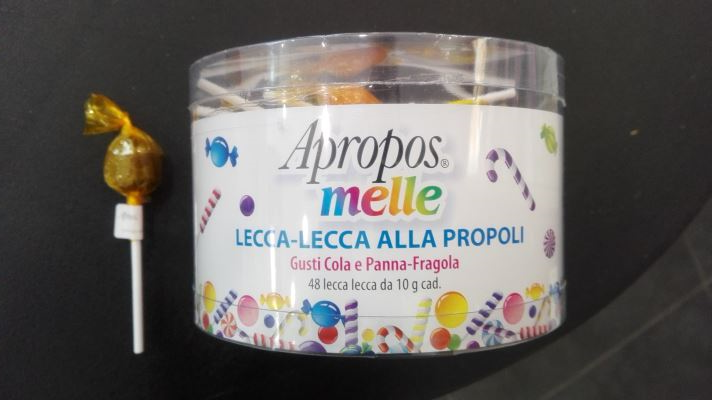 Apropos®
melle
LECCA-LECCA ALLA PROPOLI
Gusti Cola e Panna-Fragola
48 lecca lecca da 10 g cad.